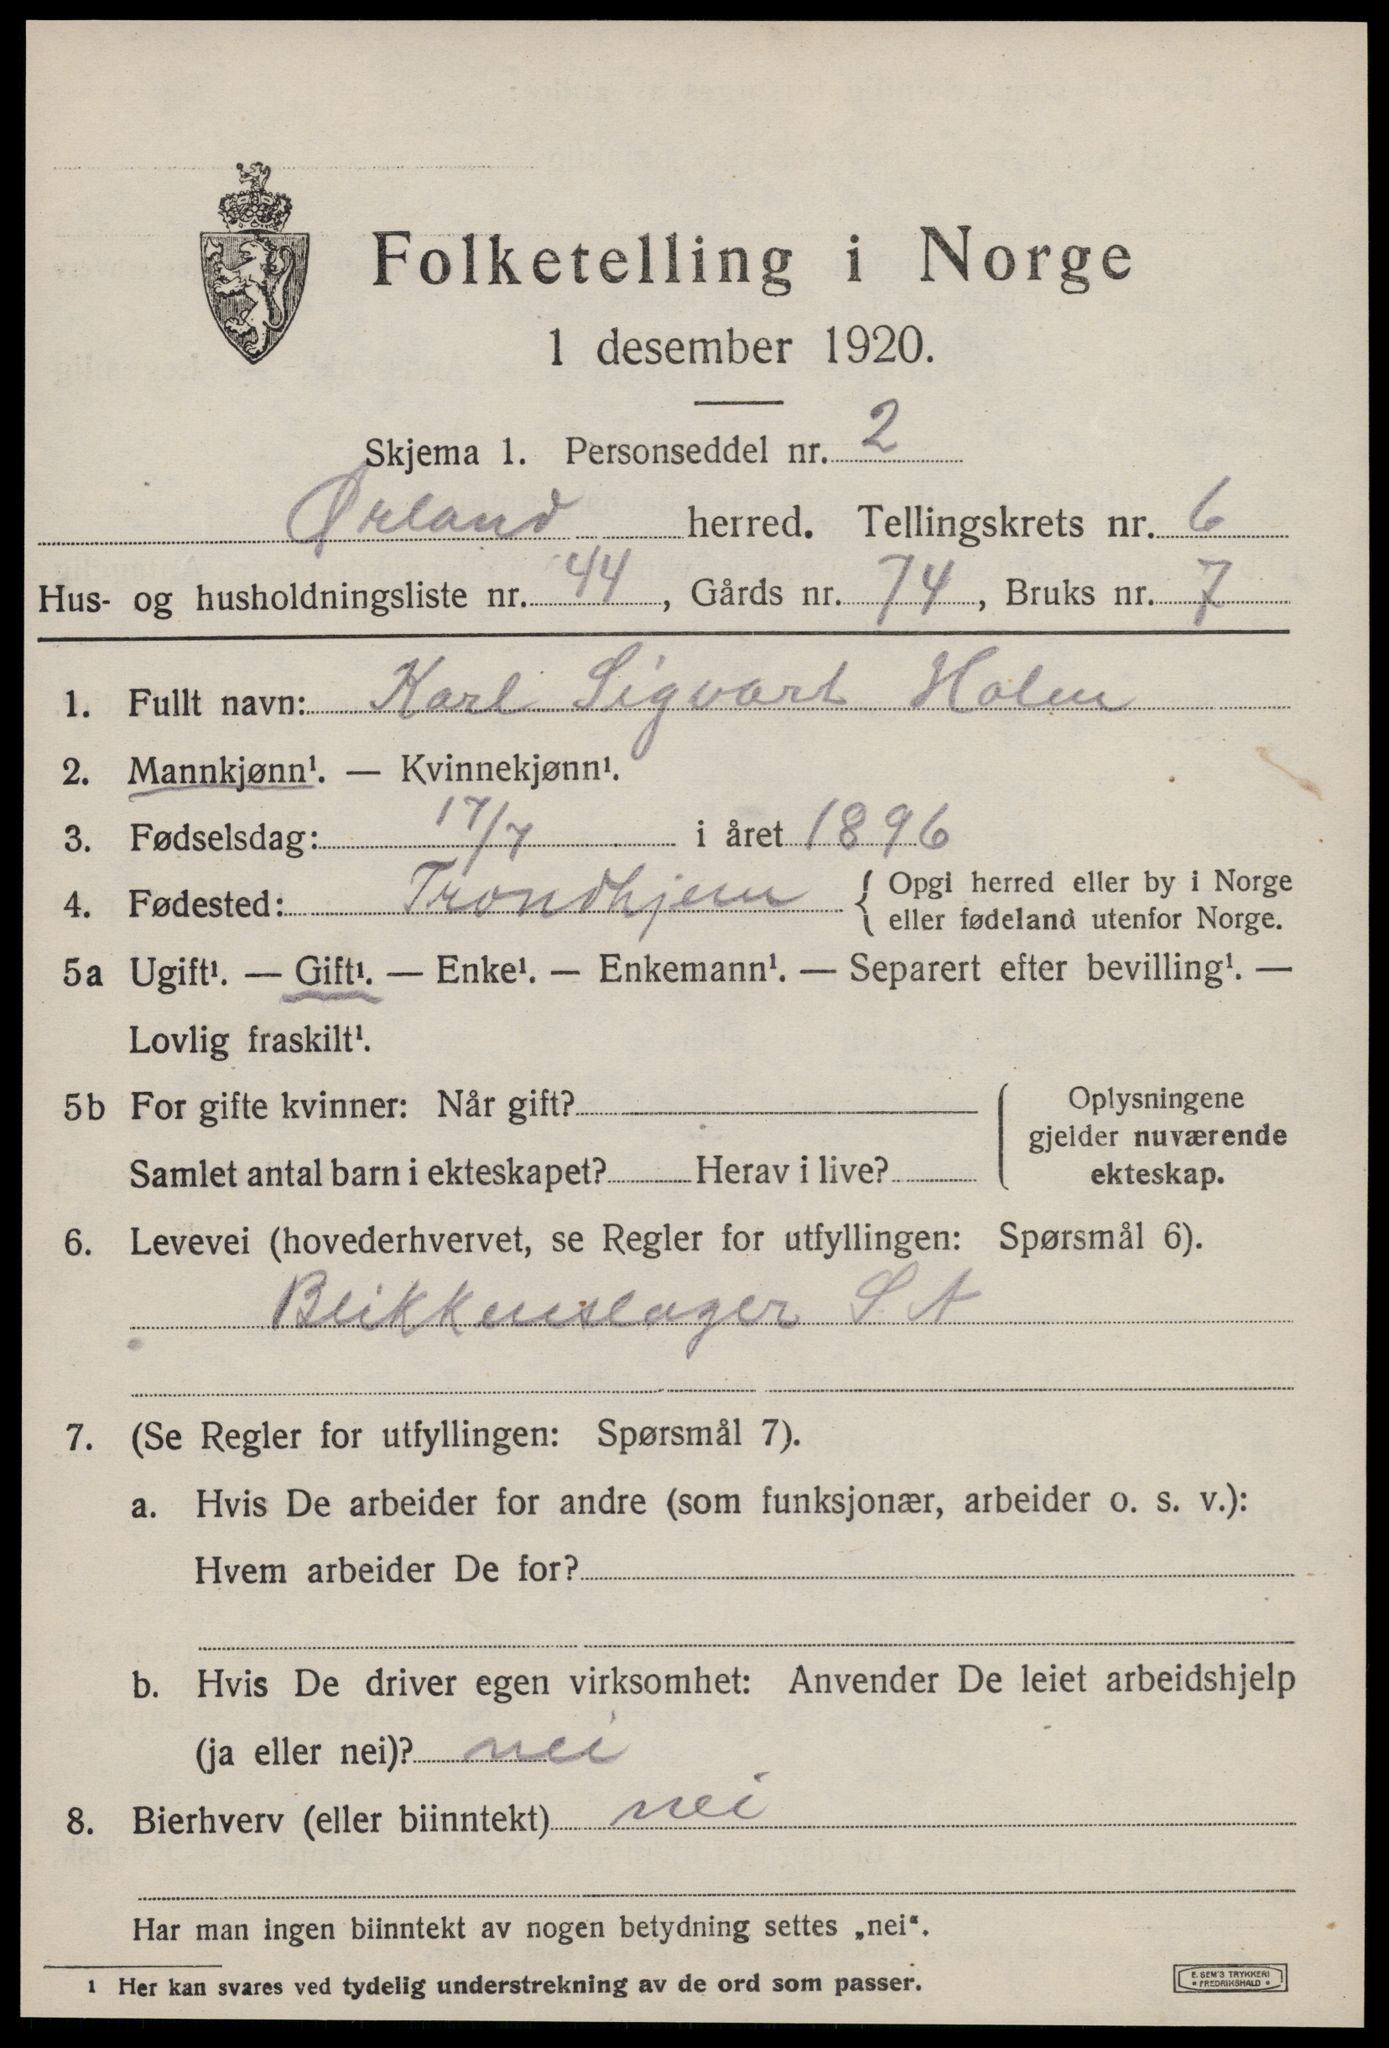 Folketelling i Norge
1 desember 1920.
Skjema 1. Personseddel nr. 2
Ørland herred. Tellingskrets nr. 6
Hus- og husholdningsliste nr. 44, Gårds nr. 74, Bruks nr. 7
1. Fullt navn: Karl Sigvart Holm
2. Mannkjønn¹. — Kvinnekjønn¹.
3. Fødselsdag: 17/7 i året 1896
4. Fødested: Trondhjem { Opgi herred eller by i Norge
eller fødeland utenfor Norge.
5a Ugift¹. — Gift¹. — Enke¹. — Enkemann¹. — Separert efter bevilling¹. —
Lovlig fraskilt¹.
5b For gifte kvinner: Når gift?
Samlet antal barn i ekteskapet? Herav i live?
Oplysningene
gjelder nuværende
ekteskap.
6. Levevei (hovederhvervet, se Regler for utfyllingen: Spørsmål 6).
Blikkenslager S. A
7. (Se Regler for utfyllingen: Spørsmål 7).
a. Hvis De arbeider for andre (som funksjonær, arbeider o. s. v.):
Hvem arbeider De for?
b. Hvis De driver egen virksomhet: Anvender De leiet arbeidshjelp
(ja eller nei)? nei
8. Bierhverv (eller biinntekt) nei
Har man ingen biinntekt av nogen betydning settes „nei“.
¹ Her kan svares ved tydelig understrekning av de ord som passer.
E. SEM'S TRYKKERI
• FREDRIKSHALD •